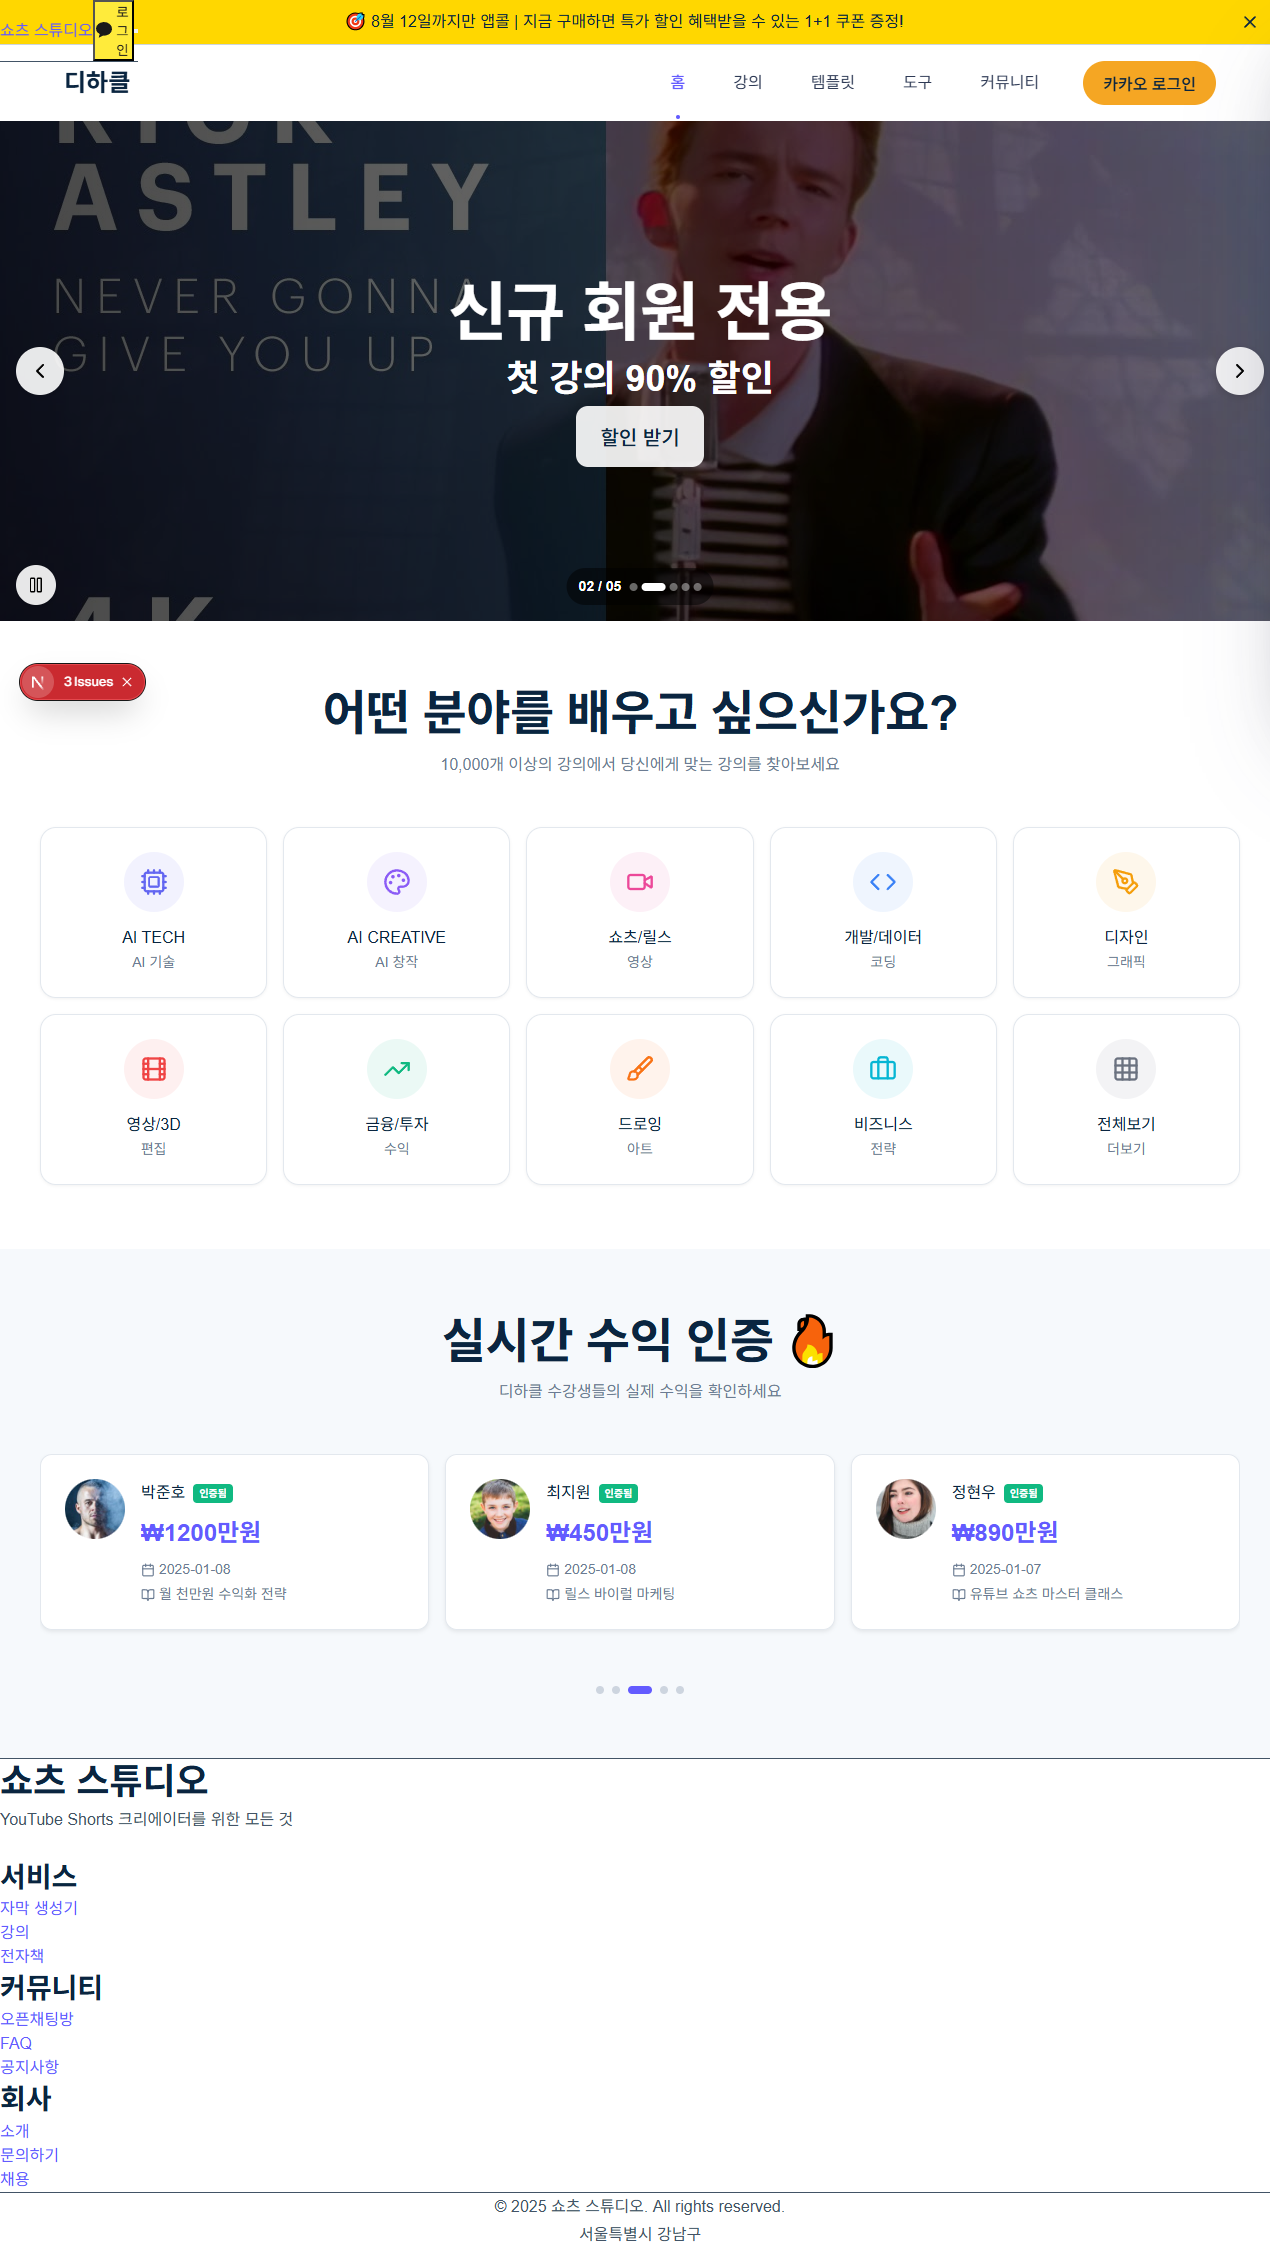 쇼츠 스튜디오
로그인
🎯 8월 12일까지만 앱콜 | 지금 구매하면 특가 할인 혜택받을 수 있는 1+1 쿠폰 증정!
디하클
홈
강의
템플릿
도구
커뮤니티
카카오 로그인
ASTLEY
NEVER GONNA
GIVE YOU UP
신규 회원 전용
첫 강의 90% 할인
할인 받기
02 / 05
3 Issues
어떤 분야를 배우고 싶으신가요?
10,000개 이상의 강의에서 당신에게 맞는 강의를 찾아보세요
AI TECH
AI 기술
AI CREATIVE
AI 창작
쇼츠/릴스
영상
개발/데이터
코딩
디자인
그래픽
영상/3D
편집
금융/투자
수익
드로잉
아트
비즈니스
전략
전체보기
더보기
실시간 수익 인증 🔥
디하클 수강생들의 실제 수익을 확인하세요
박준호 인증됨
₩1200만원
2025-01-08
월 천만원 수익화 전략
최지원 인증됨
₩450만원
2025-01-08
릴스 바이럴 마케팅
정현우 인증됨
₩890만원
2025-01-07
유튜브 쇼츠 마스터 클래스
쇼츠 스튜디오
YouTube Shorts 크리에이터를 위한 모든 것
서비스
자막 생성기
강의
전자책
커뮤니티
오픈채팅방
FAQ
공지사항
회사
소개
문의하기
채용
© 2025 쇼츠 스튜디오. All rights reserved.
서울특별시 강남구